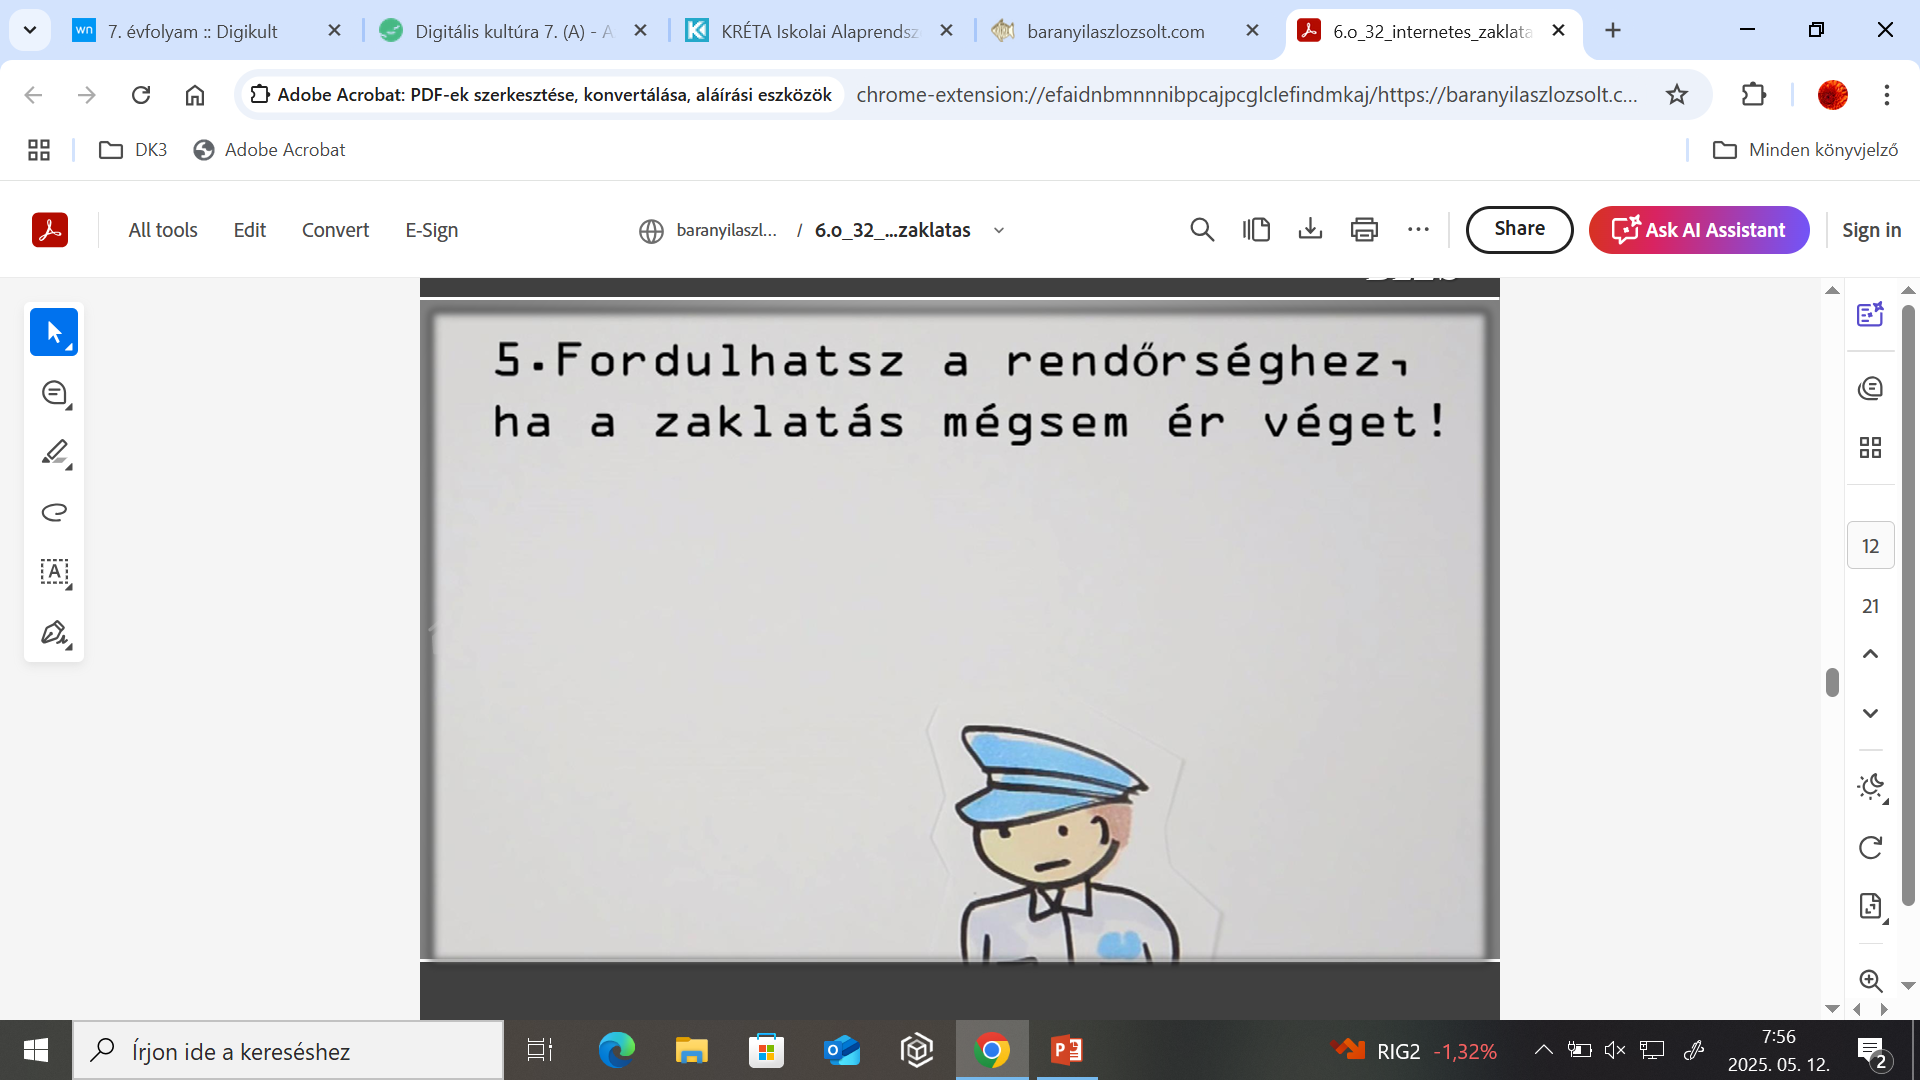 7. évfolyam :: Digikult
Digitális kultúra 7. (A) - A
KRÉTA Iskolai Alaprendsz
baranyilaszlozsolt.com
6.o_32_internetes_zaklata
Adobe Acrobat: PDF-ek szerkesztése, konvertálása, aláírási eszközök
chrome-extension://efaidnbmnnnibpcajpcglclefindmkaj/https://baranyilaszlozsolt.c...
DK3
Adobe Acrobat
Minden könyvjelző
All tools
Edit
Convert
E-Sign
baranyilaszl...
/ 6.o_32_...zaklatas
Share
Ask AI Assistant
Sign in
5.Fordulhatsz a rendőrséghez,
ha a zaklatás mégsem ér véget!
12
21
Írjon ide a kereséshez
RIG2 -1,32%
7:56
2025. 05. 12.
2